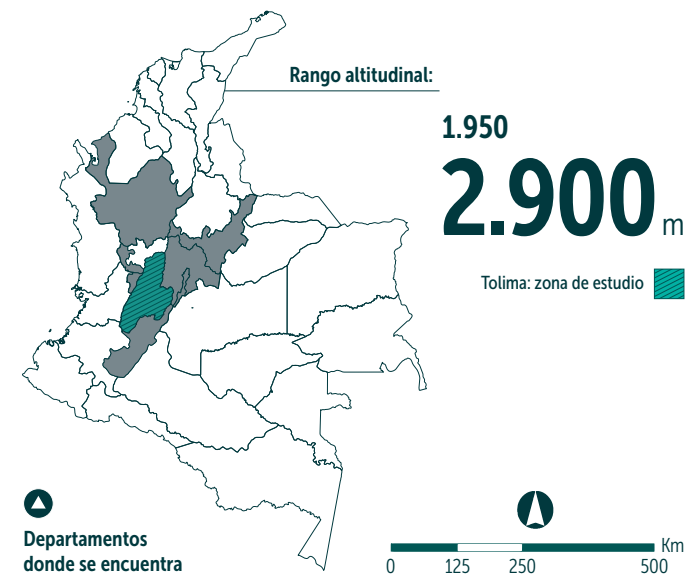 Rango altitudinal:
1.950
2.900 m
Tolima: zona de estudio
Departamentos
donde se encuentra
Km
0 125 250 500